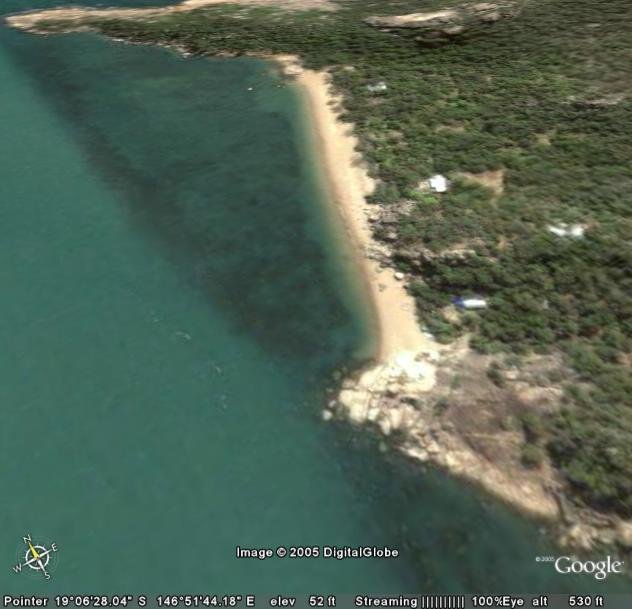 N
E
W
S
Image © 2005 DigitalGlobe
© 2005 Google
Pointer 19°06'28.04" S 146°51'44.18" E elev 52 ft Streaming |||||||||| 100% Eye alt 530 ft